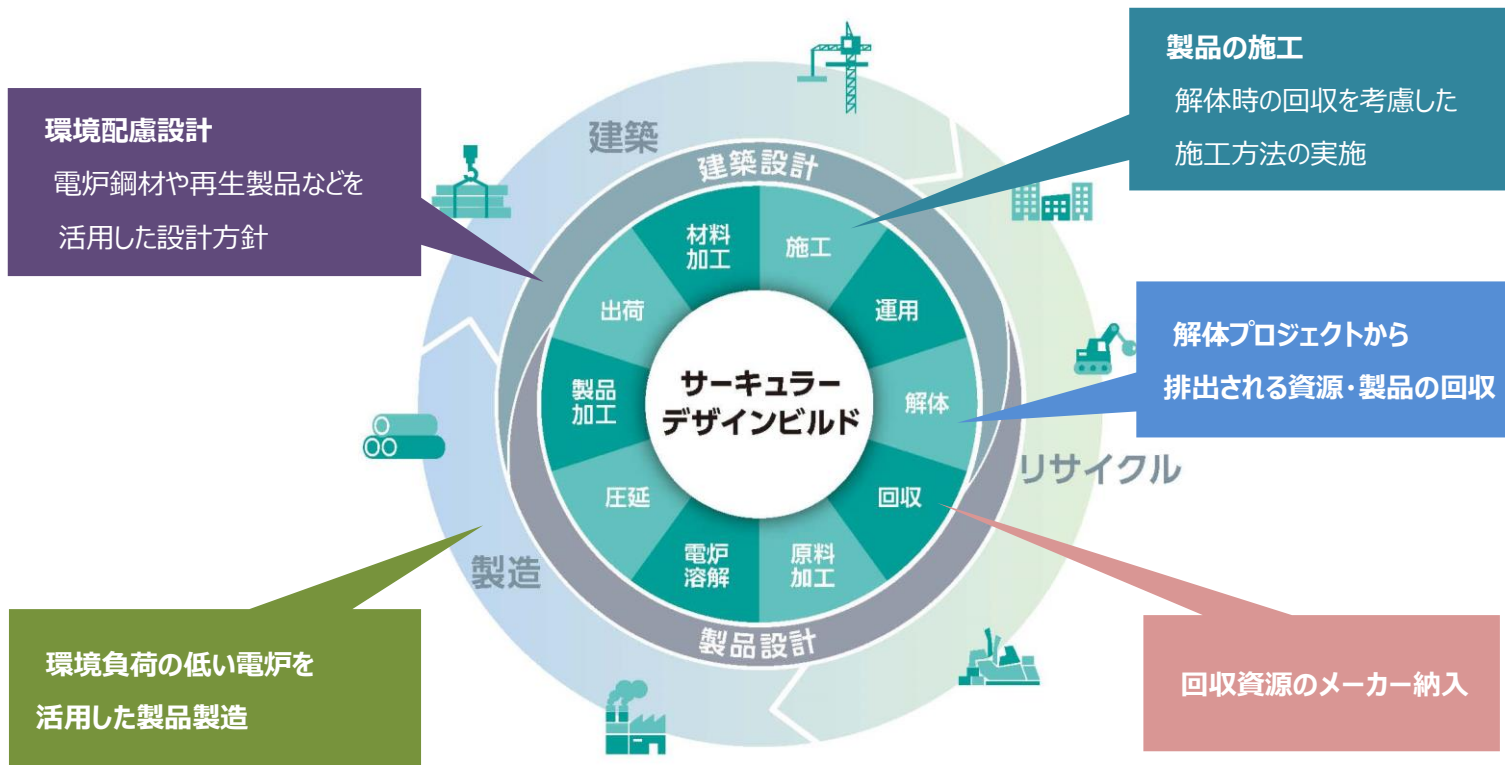 環境配慮設計
電炉鋼材や再生製品などを
活用した設計方針
製品の施工
解体時の回収を考慮した
施工方法の実施
解体プロジェクトから
排出される資源・製品の回収
回収資源のメーカー納入
環境負荷の低い電炉を
活用した製品製造
建築
リサイクル
製造
建築設計
製品設計
材料
加工
施工
運用
解体
回収
原料
加工
電炉
溶解
圧延
製品
加工
出荷
サーキュラー
デザインビルド